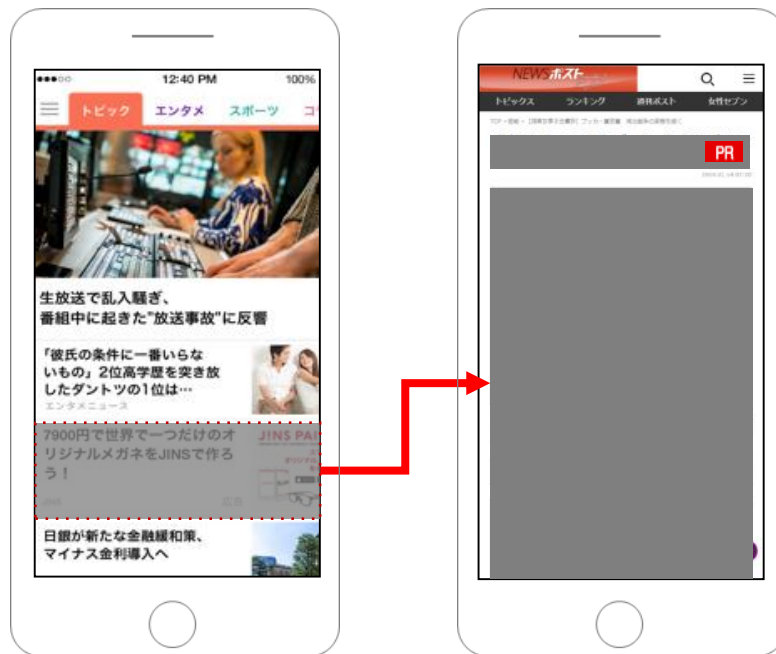 12:40 PM
100%
トピック エンタメ スポーツ
生放送で乱入騒ぎ、
番組中に起きた"放送事故"に反響
「彼氏の条件に一番いらな
いもの」2位高学歴を突き放
したダントツの1位は…
エンタメニュース
7900円で世界で一つだけのオ
リジナルメガネをJINSで作ろ
う！
JINS
広告
JINS PAI
日銀が新たな金融緩和策、
マイナス金利導入へ
NEWSポスト
トピックス ランキング 週刊ポスト 女性セブン
PR